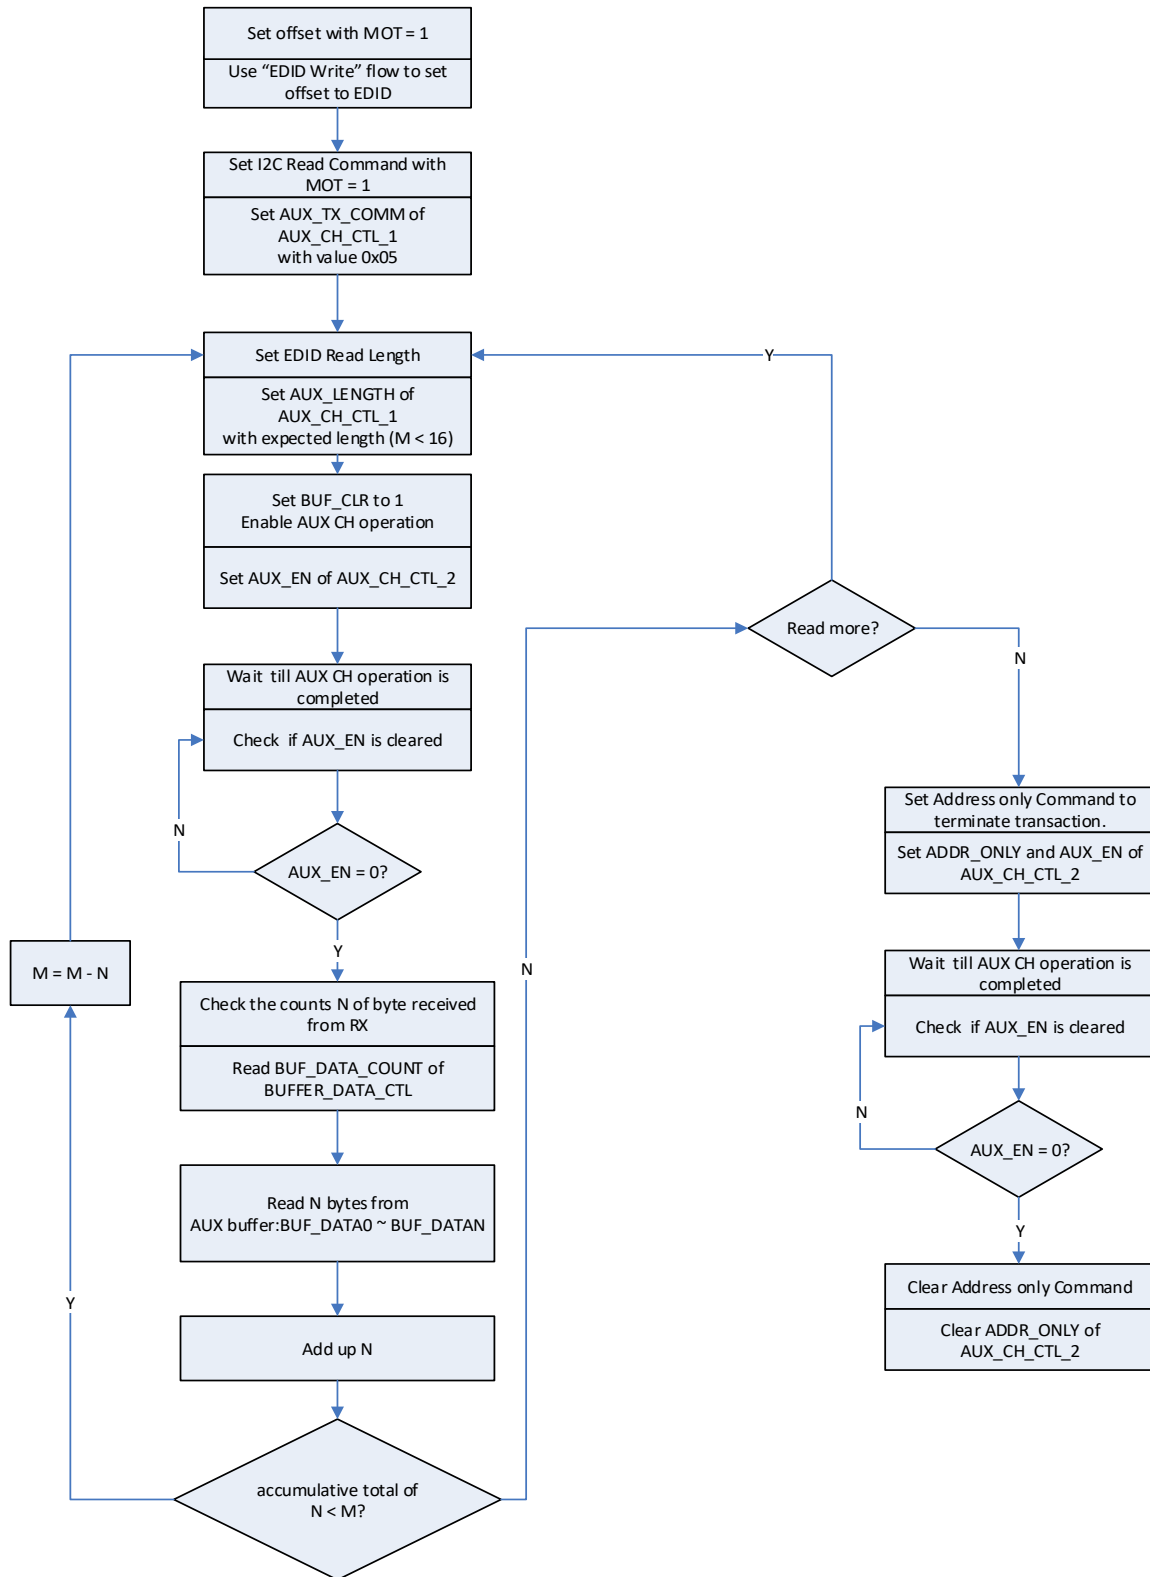 Set offset with MOT = 1
Use “EDID Write” flow to set
offset to EDID
Set I2C Read Command with
MOT = 1
Set AUX_TX_COMM of
AUX_CH_CTL_1
with value 0x05
Set EDID Read Length
Set AUX_LENGTH of
AUX_CH_CTL_1
with expected length (M < 16)
Y
Set BUF_CLR to 1
Enable AUX CH operation
Set AUX_EN of AUX_CH_CTL_2
Read more?
N
Wait till AUX CH operation is
completed
Check if AUX_EN is cleared
N
AUX_EN = 0?
Y
M = M - N
Check the counts N of byte received
from RX
Read BUF_DATA_COUNT of
BUFFER_DATA_CTL
N
Read N bytes from
AUX buffer:BUF_DATA0 ~ BUF_DATAN
Add up N
Y
accumulative total of
N < M?
Set Address only Command to
terminate transaction.
Set ADDR_ONLY and AUX_EN of
AUX_CH_CTL_2
Wait till AUX CH operation is
completed
Check if AUX_EN is cleared
N
AUX_EN = 0?
Y
Clear Address only Command
Clear ADDR_ONLY of
AUX_CH_CTL_2